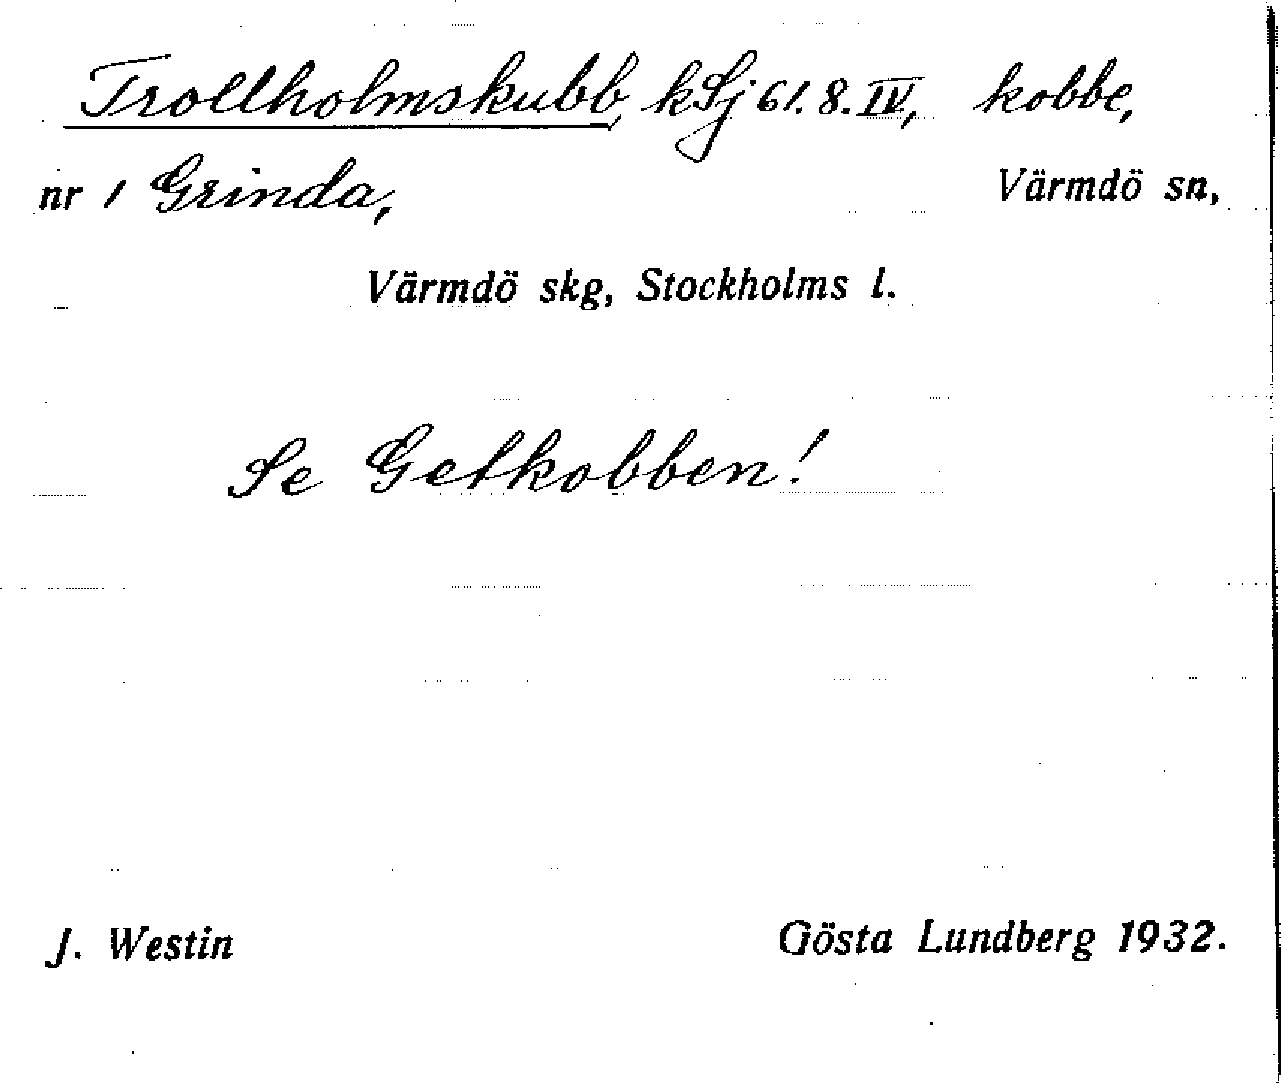 Trollholmskubb, kSj 61.8.IV, kobbe,
nr 1 Grinda, Värmdö sn,
Värmdö skg, Stockholms l.
Se Getkobben!
J. Westin Gösta Lundberg 1932.